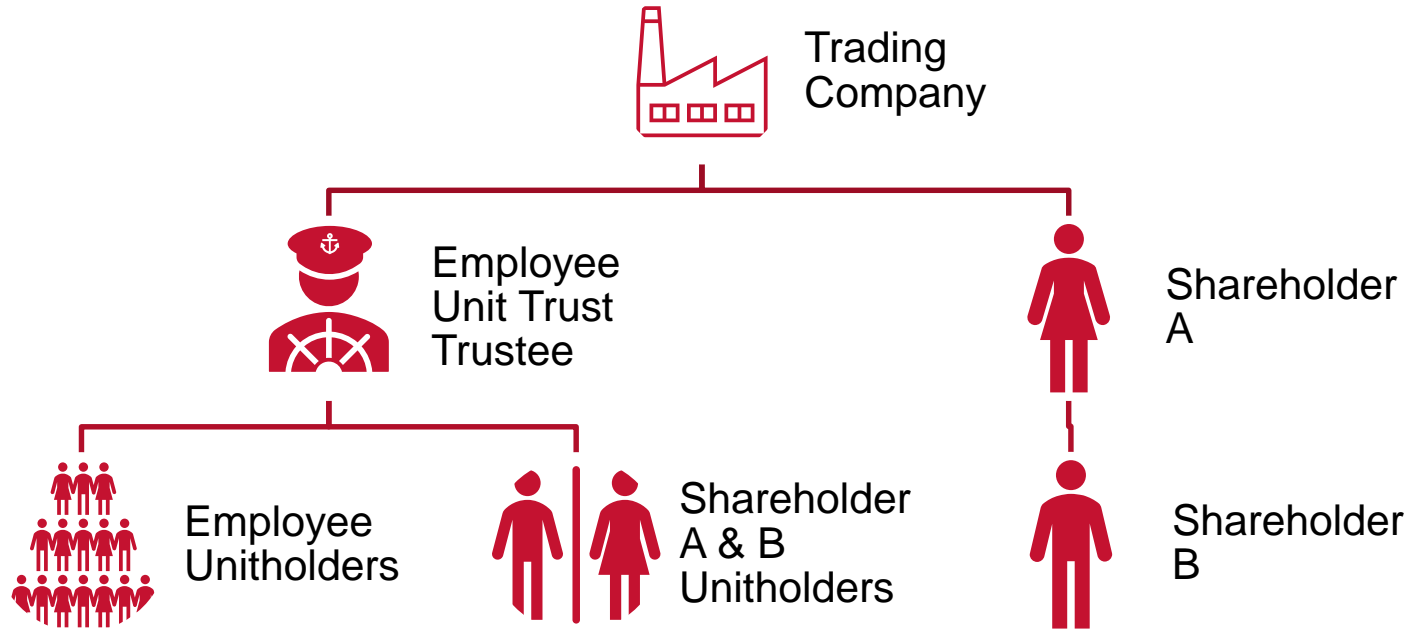 Trading
Company
Employee
Unit Trust
Trustee
Shareholder
A
Employee
Unitholders
Shareholder
A & B
Unitholders
Shareholder
B